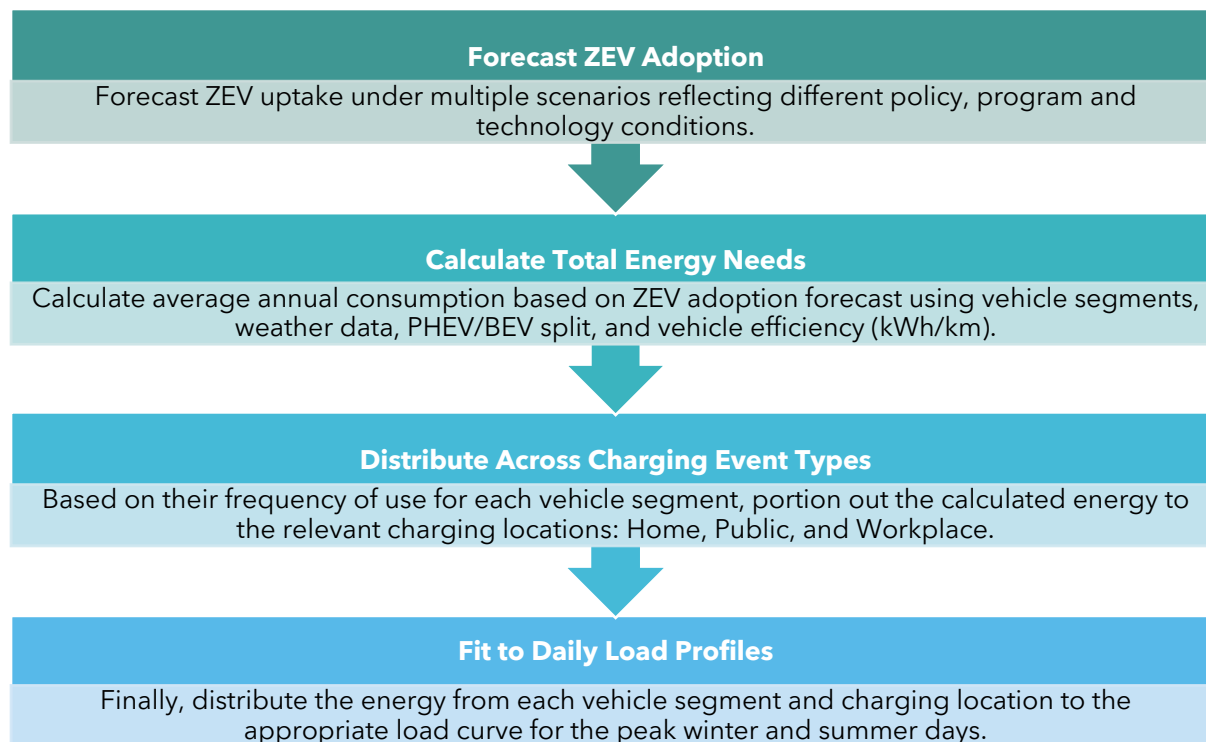 Forecast ZEV Adoption
Forecast ZEV uptake under multiple scenarios reflecting different policy, program and
technology conditions.
Calculate Total Energy Needs
Calculate average annual consumption based on ZEV adoption forecast using vehicle segments,
weather data, PHEV/BEV split, and vehicle efficiency (kWh/km).
Distribute Across Charging Event Types
Based on their frequency of use for each vehicle segment, portion out the calculated energy to
the relevant charging locations: Home, Public, and Workplace.
Fit to Daily Load Profiles
Finally, distribute the energy from each vehicle segment and charging location to the
appropriate load curve for the peak winter and summer days.